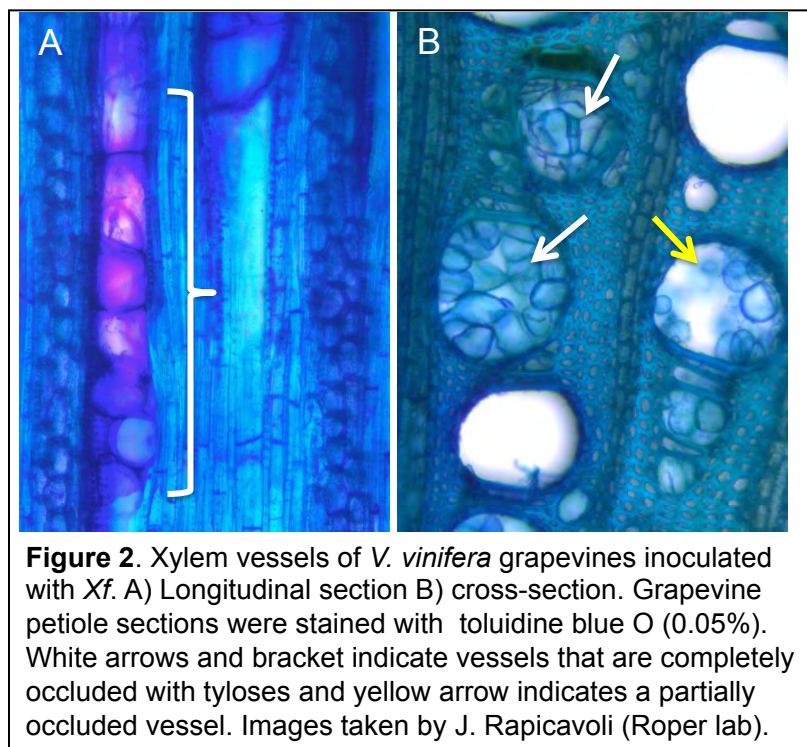 A
B
Figure 2. Xylem vessels of V. vinifera grapevines inoculated
with Xf. A) Longitudinal section B) cross-section. Grapevine
petiole sections were stained with  toluidine blue O (0.05%).
White arrows and bracket indicate vessels that are completely
occluded with tyloses and yellow arrow indicates a partially
occluded vessel. Images taken by J. Rapicavoli (Roper lab).